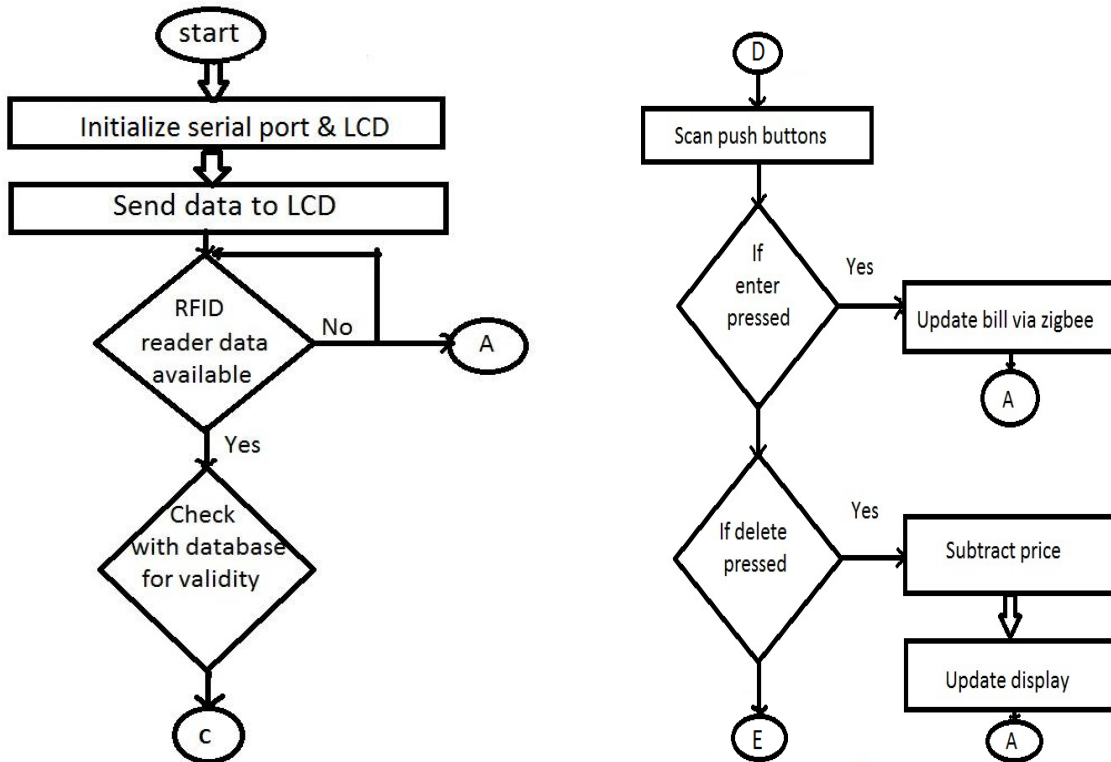 start
Initialize serial port & LCD
Send data to LCD
RFID
reader data
available
No
A
Yes
Check
with database
for validity
C
D
Scan push buttons
If
enter
pressed
Yes
Update bill via zigbee
A
If delete
pressed
Yes
Subtract price
Update display
A
E